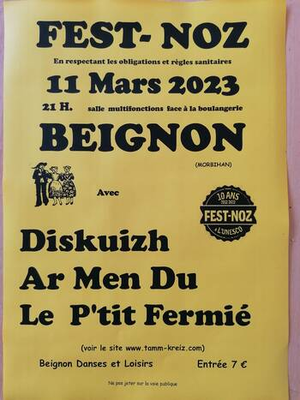 FEST- NOZ
En respectant les obligations et règles sanitaires
11 Mars 2023
21 H. salle multifonctions face à la boulangerie
BEIGNON
(MORBIHAN)
Avec
10 ANS
FEST-NOZ
À L'UNESCO
Diskuizh
Ar Men Du
Le P'tit Fermié
(voir le site www.tamm-kreiz.com)
Beignon Danses et Loisirs Entrée 7 €
Ne pas jeter sur la voie publique